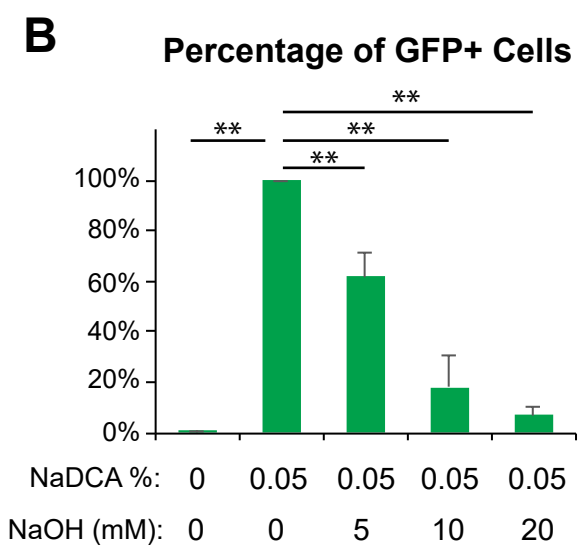 B
Percentage of GFP+ Cells
**
** **
**
100%
80%
60%
40%
20%
0%
NaDCA %: 0 0.05 0.05 0.05 0.05
NaOH (mM): 0 0 5 10 20